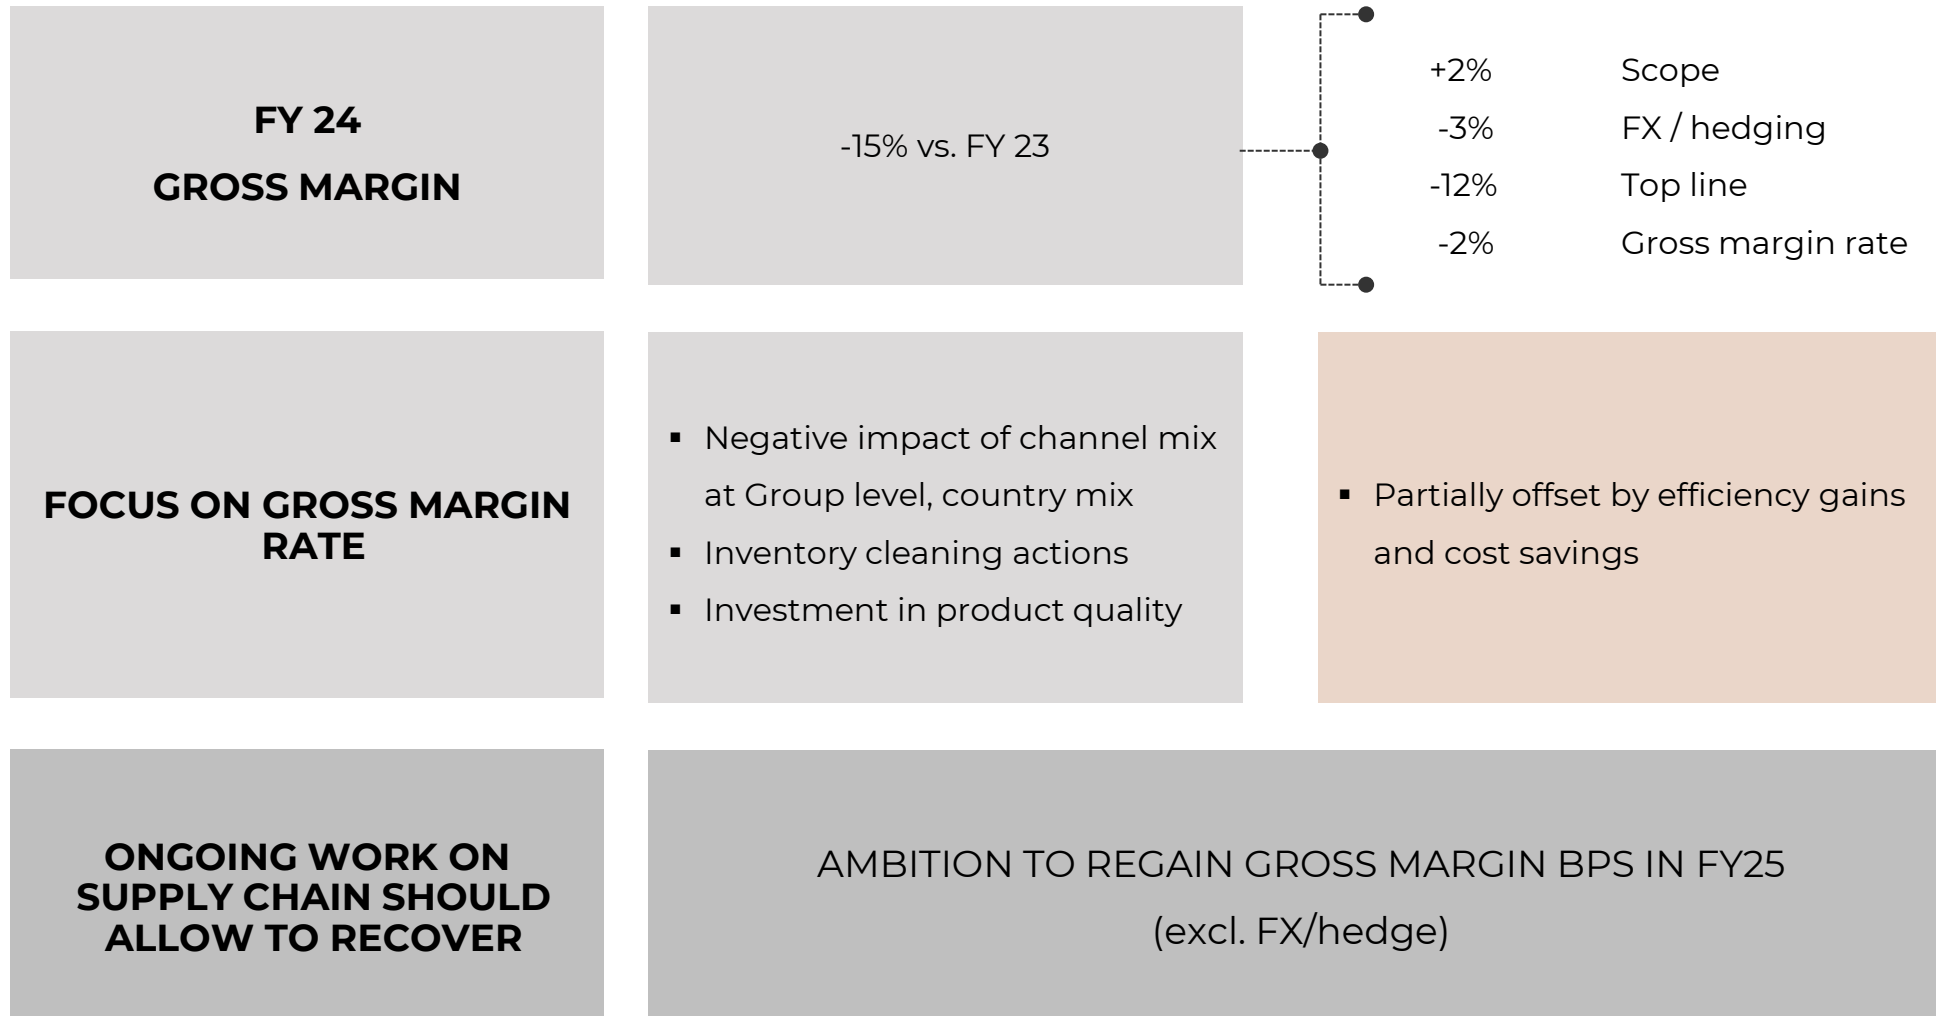 FY 24
GROSS MARGIN
-15% vs. FY 23
+2% Scope
-3% FX / hedging
-12% Top line
-2% Gross margin rate
FOCUS ON GROSS MARGIN
RATE
▪ Negative impact of channel mix
at Group level, country mix
▪ Inventory cleaning actions
▪ Investment in product quality
▪ Partially offset by efficiency gains
and cost savings
ONGOING WORK ON
SUPPLY CHAIN SHOULD
ALLOW TO RECOVER
AMBITION TO REGAIN GROSS MARGIN BPS IN FY25
(excl. FX/hedge)